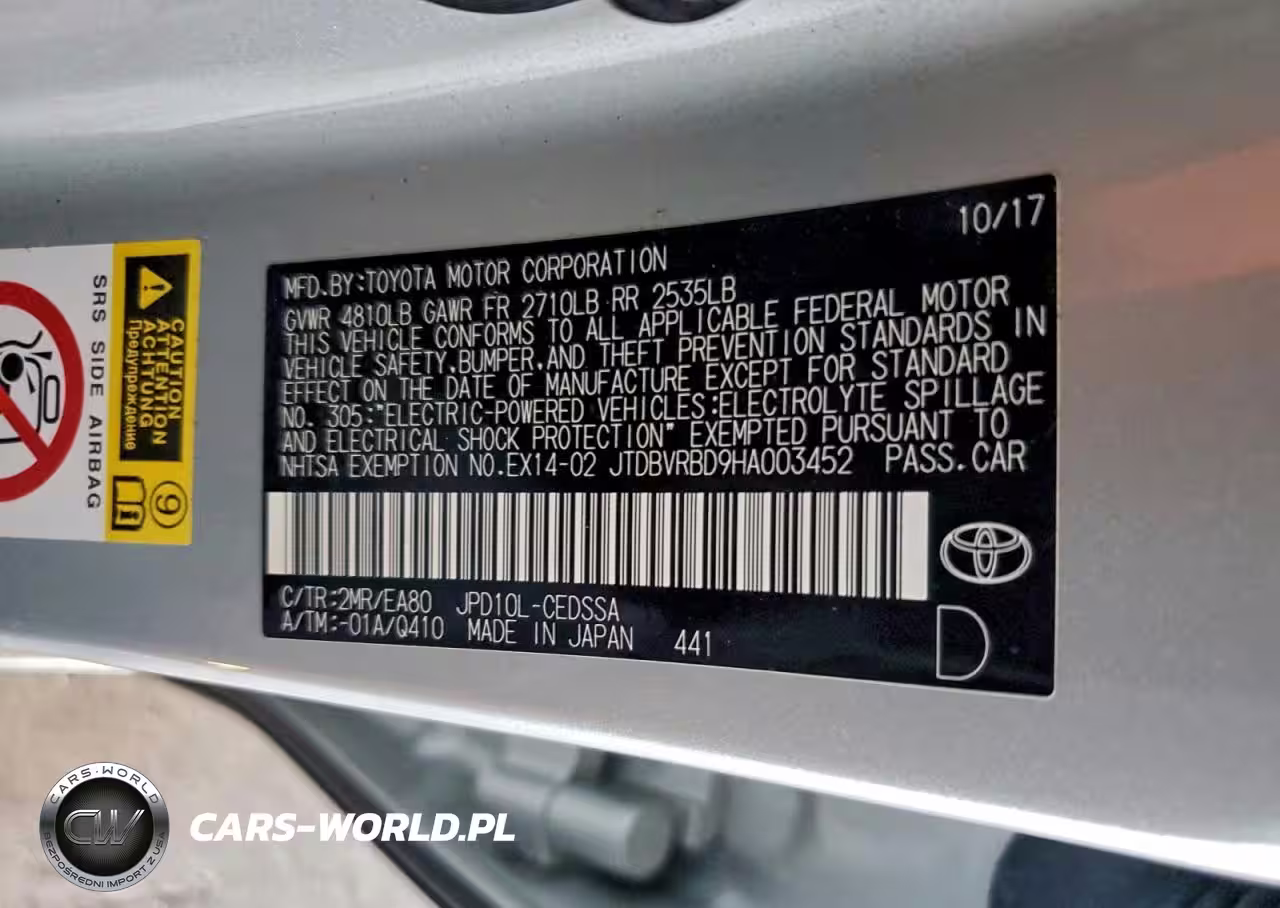 10/17
MFD.BY:TOYOTA MOTOR CORPORATION
GVWR 4810LB GAWR FR 2710LB RR 2535LB
THIS VEHICLE CONFORMS TO ALL APPLICABLE FEDERAL MOTOR
VEHICLE SAFETY,BUMPER,AND THEFT PREVENTION STANDARDS IN
EFFECT ON THE DATE OF MANUFACTURE EXCEPT FOR STANDARD
NO. 305:"ELECTRIC-POWERED VEHICLES:ELECTROLYTE SPILLAGE
AND ELECTRICAL SHOCK PROTECTION" EXEMPTED PURSUANT TO
NHTSA EXEMPTION NO.EX14-02 JTDBVRBD9HA003452 PASS.CAR
C/TR:2MR/EA80 JPD10L-CEDSSA
A/TM:-01A/Q410 MADE IN JAPAN 441
D
CAUTION
ATTENTION
ACHTUNG
Предупреждение
SRS SIDE AIRBAG
9
CARS-WORLD
CW
BEZPOŚREDNI IMPORT Z USA
CARS-WORLD.PL